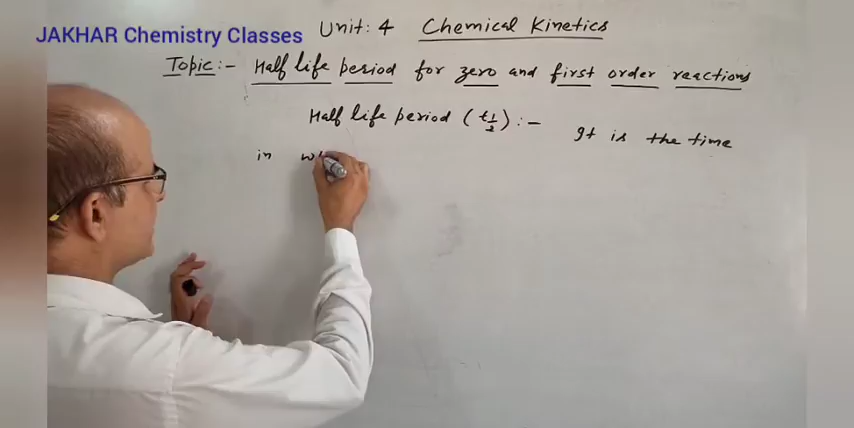 JAKHAR Chemistry Classes
Unit: 4 Chemical Kinetics
Topic:- Half life period for zero and first order reactions
Half life period (t1/2):- It is the time
in